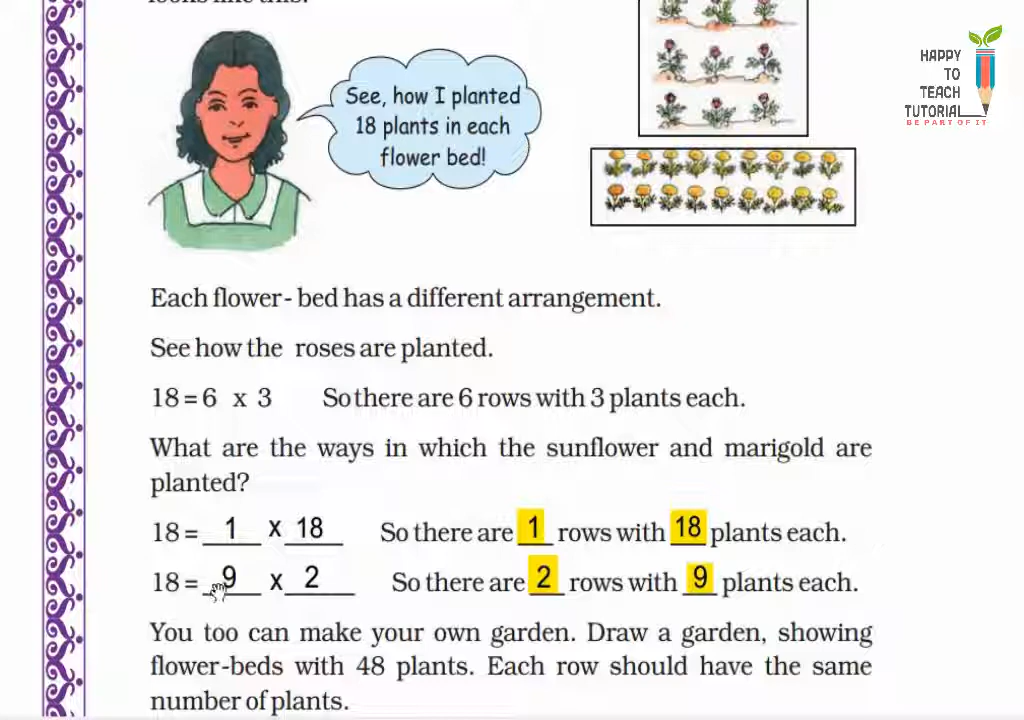 looks like this.
See, how I planted
18 plants in each
flower bed!
HAPPY
TO
TEACH
TUTORIAL
BE PART OF IT
Each flower - bed has a different arrangement.
See how the roses are planted.
18 = 6 x 3 So there are 6 rows with 3 plants each.
What are the ways in which the sunflower and marigold are
planted?
18 = 1 x 18 So there are 1 rows with 18 plants each.
18 = 9 x 2 So there are 2 rows with 9 plants each.
You too can make your own garden. Draw a garden, showing
flower-beds with 48 plants. Each row should have the same
number of plants.